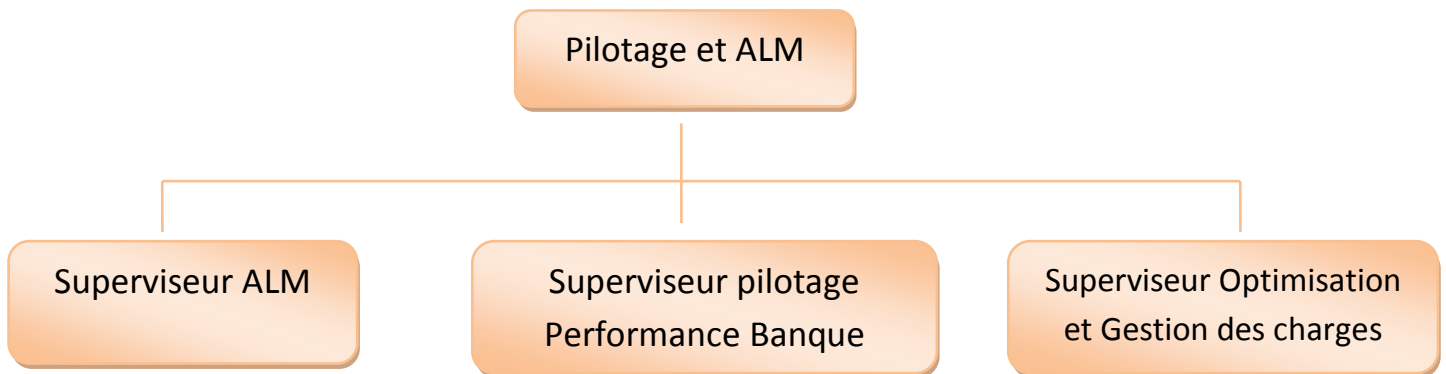 Pilotage et ALM
Superviseur ALM
Superviseur pilotage
Performance Banque
Superviseur Optimisation
et Gestion des charges